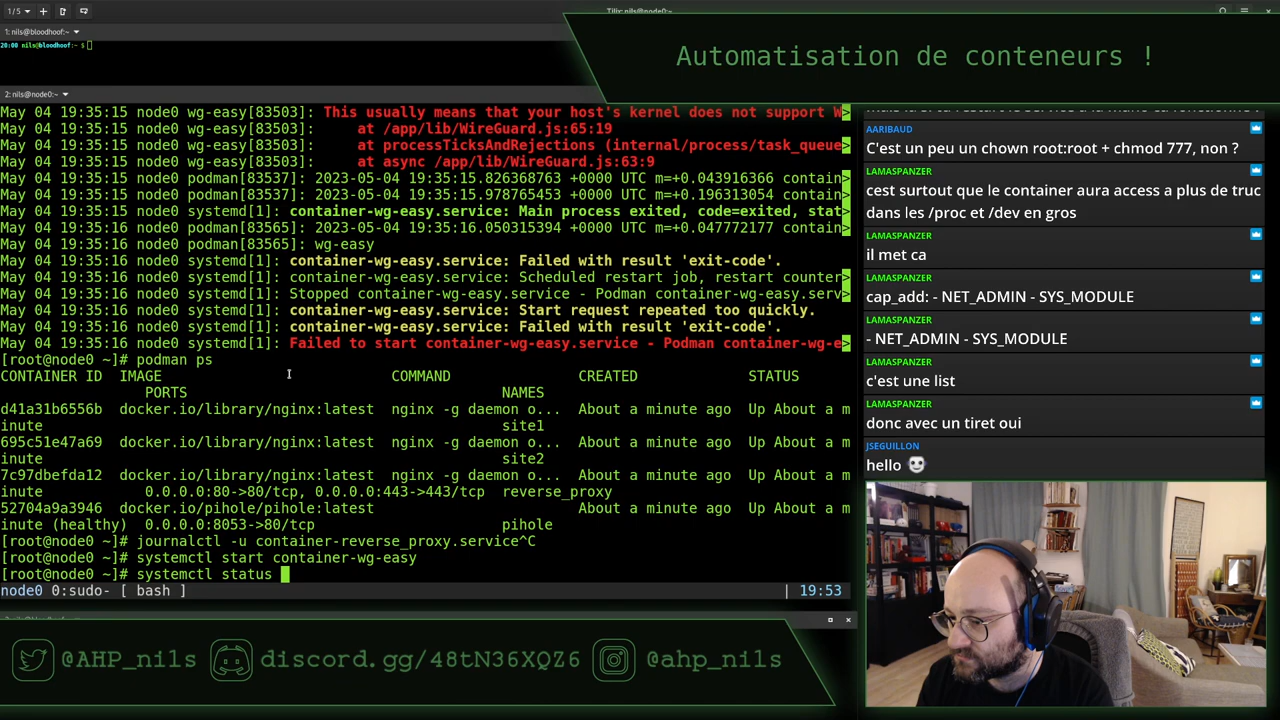 1/5
Tilix: nils@node0:~
1: nils@bloodhoof:~
20:00 nils@bloodhoof:~ $
Automatisation de conteneurs !
2: nils@node0:~
May 04 19:35:15 node0 wg-easy[83503]: This usually means that your host's kernel does not support W>
May 04 19:35:15 node0 wg-easy[83503]:     at /app/lib/WireGuard.js:65:19
May 04 19:35:15 node0 wg-easy[83503]:     at processTicksAndRejections (internal/process/task_queue>
May 04 19:35:15 node0 wg-easy[83503]:     at async /app/lib/WireGuard.js:63:9
May 04 19:35:15 node0 podman[83537]: 2023-05-04 19:35:15.826368763 +0000 UTC m=+0.043916366 contain>
May 04 19:35:15 node0 podman[83537]: 2023-05-04 19:35:15.978765453 +0000 UTC m=+0.196313054 contain>
May 04 19:35:15 node0 systemd[1]: container-wg-easy.service: Main process exited, code=exited, stat>
May 04 19:35:16 node0 podman[83565]: 2023-05-04 19:35:16.050315394 +0000 UTC m=+0.047772177 contain>
May 04 19:35:16 node0 podman[83565]: wg-easy
May 04 19:35:16 node0 systemd[1]: container-wg-easy.service: Failed with result 'exit-code'.
May 04 19:35:16 node0 systemd[1]: container-wg-easy.service: Scheduled restart job, restart counter>
May 04 19:35:16 node0 systemd[1]: Stopped container-wg-easy.service - Podman container-wg-easy.serv>
May 04 19:35:16 node0 systemd[1]: container-wg-easy.service: Start request repeated too quickly.
May 04 19:35:16 node0 systemd[1]: container-wg-easy.service: Failed with result 'exit-code'.
May 04 19:35:16 node0 systemd[1]: Failed to start container-wg-easy.service - Podman container-wg-e>
[root@node0 ~]# podman ps
CONTAINER ID  IMAGE                           COMMAND               CREATED             STATUS
PORTS                                     NAMES
d41a31b6556b  docker.io/library/nginx:latest  nginx -g daemon o...  About a minute ago  Up About a m
inute                                                      site1
695c51e47a69  docker.io/library/nginx:latest  nginx -g daemon o...  About a minute ago  Up About a m
inute                                                      site2
7c97dbefda12  docker.io/library/nginx:latest  nginx -g daemon o...  About a minute ago  Up About a m
inute            0.0.0.0:80->80/tcp, 0.0.0.0:443->443/tcp  reverse_proxy
52704a9a3946  docker.io/pihole/pihole:latest                        About a minute ago  Up About a m
inute (healthy)  0.0.0.0:8053->80/tcp                      pihole
[root@node0 ~]# journalctl -u container-reverse_proxy.service^C
[root@node0 ~]# systemctl start container-wg-easy
[root@node0 ~]# systemctl status
node0 0:sudo- [ bash ] | 19:53
AARIBAUD
C'est un peu un chown root:root + chmod 777, non ?
LAMASPANZER
cest surtout que le container aura access a plus de truc
dans les /proc et /dev en gros
LAMASPANZER
il met ca
LAMASPANZER
cap_add: - NET_ADMIN - SYS_MODULE
LAMASPANZER
- NET_ADMIN - SYS_MODULE
LAMASPANZER
c'est une list
LAMASPANZER
donc avec un tiret oui
JSEGUILLON
hello
@AHP_nils
discord.gg/48tN36XQZ6
@ahp_nils